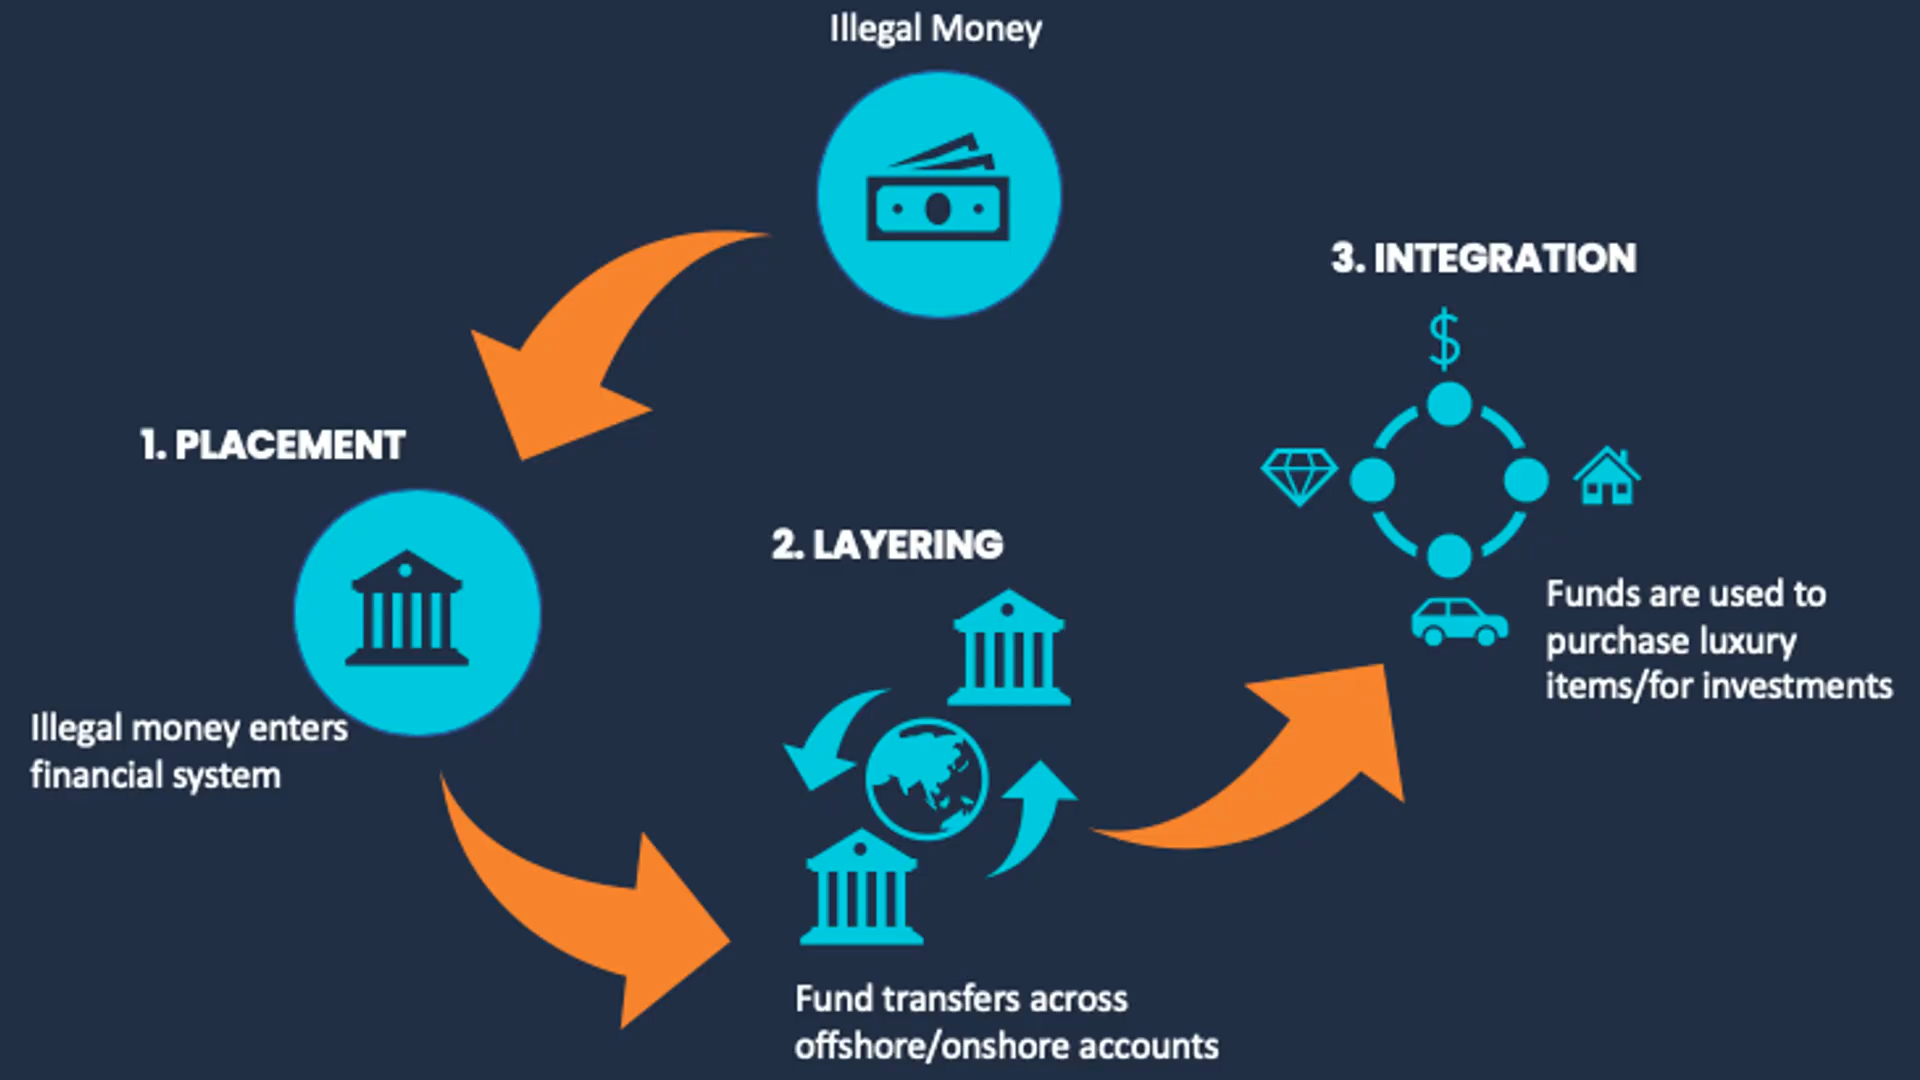 Illegal Money
1. PLACEMENT
Illegal money enters
financial system
2. LAYERING
Fund transfers across
offshore/onshore accounts
3. INTEGRATION
$
Funds are used to
purchase luxury
items/for investments